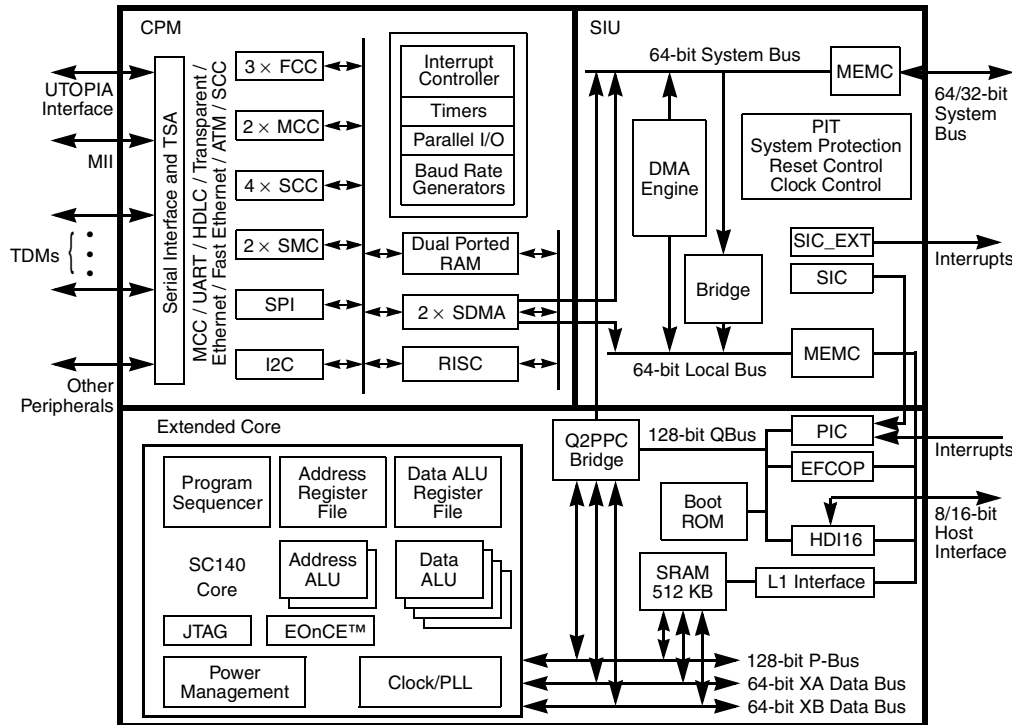 CPM
SIU
UTOPIA
Interface
MII
TDMs
Other
Peripherals
Serial Interface and TSA
MCC / UART / HDLC / Transparent /
Ethernet / Fast Ethernet / ATM / SCC
3 × FCC
2 × MCC
4 × SCC
2 × SMC
SPI
I2C
Interrupt
Controller
Timers
Parallel I/O
Baud Rate
Generators
Dual Ported
RAM
2 × SDMA
RISC
64-bit System Bus
MEMC
64/32-bit
System
Bus
DMA
Engine
PIT
System Protection
Reset Control
Clock Control
SIC_EXT
Interrupts
SIC
Bridge
MEMC
64-bit Local Bus
Extended Core
Program
Sequencer
Address
Register
File
Data ALU
Register
File
SC140
Core
Address
ALU
Data
ALU
JTAG
EOnCE™
Power
Management
Clock/PLL
Q2PPC
Bridge
128-bit QBus
PIC
Interrupts
EFCOP
Boot
ROM
HDI16
8/16-bit
Host
Interface
SRAM
512 KB
L1 Interface
128-bit P-Bus
64-bit XA Data Bus
64-bit XB Data Bus